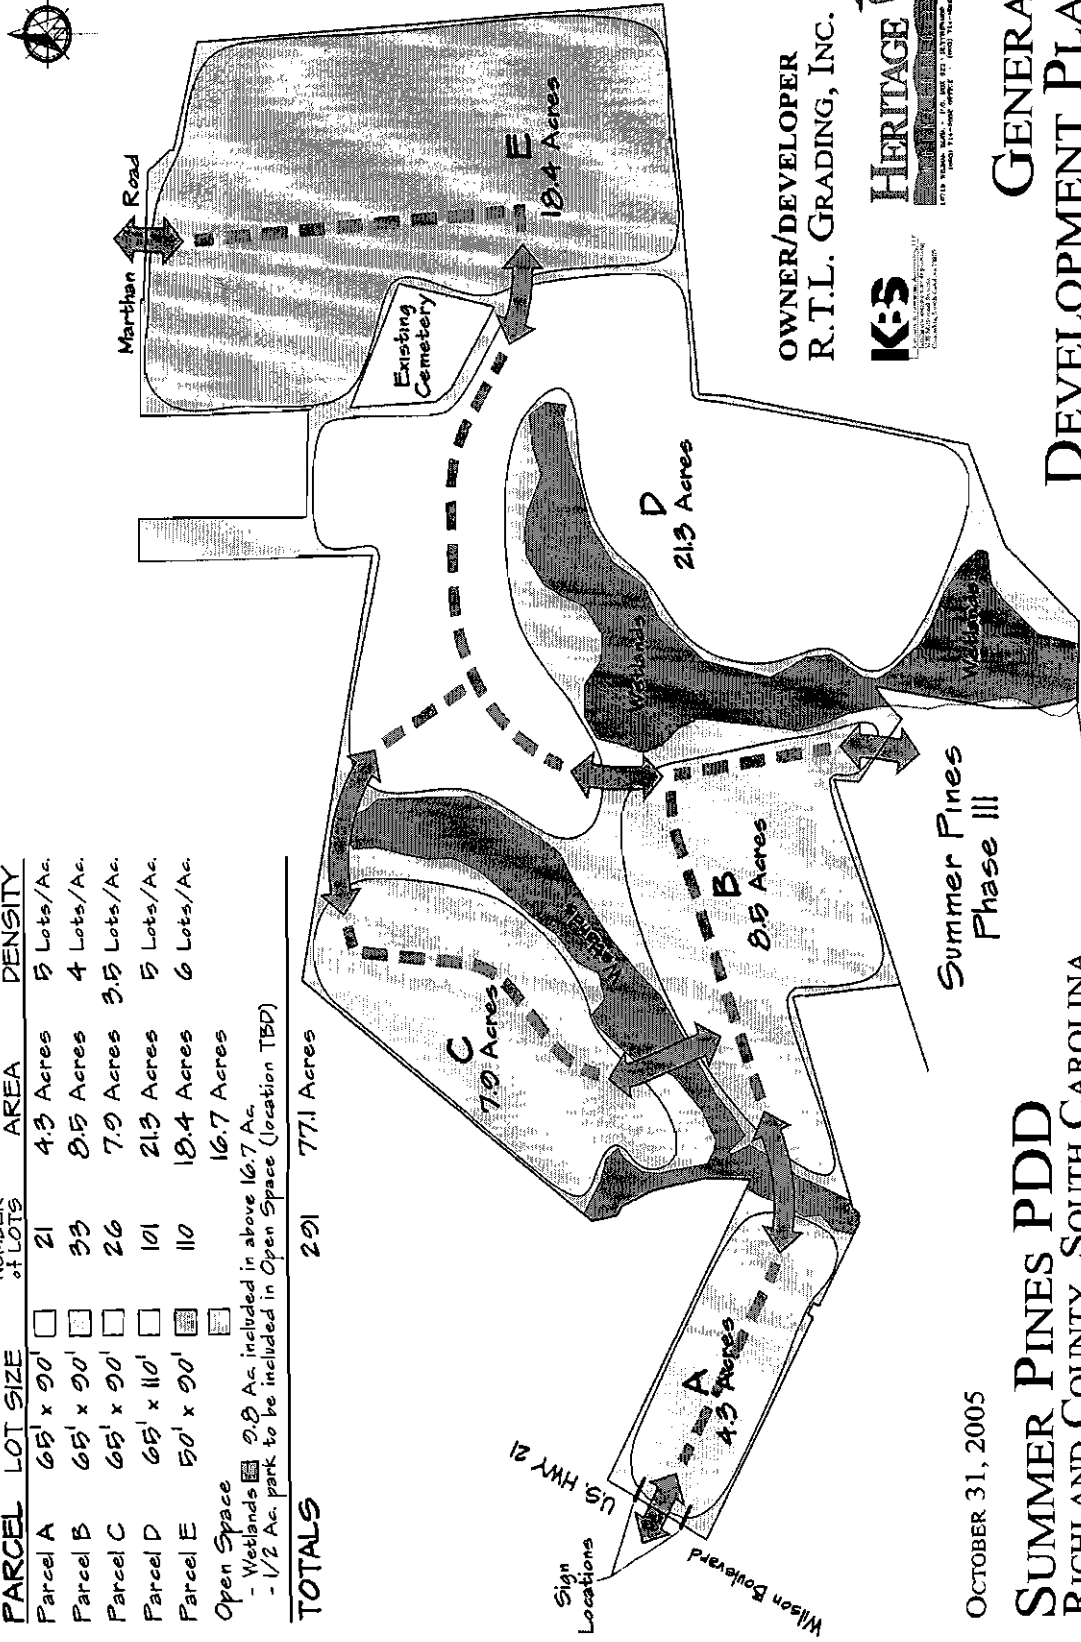 PARCEL LOT SIZE NUMBER of LOTS AREA DENSITY
Parcel A 65' x 90' 21 4.3 Acres 5 Lots/Ac.
Parcel B 65' x 90' 33 8.5 Acres 4 Lots/Ac.
Parcel C 65' x 90' 26 7.9 Acres 3.5 Lots/Ac.
Parcel D 65' x 110' 101 21.3 Acres 5 Lots/Ac.
Parcel E 50' x 90' 110 18.4 Acres 6 Lots/Ac.
Open Space 16.7 Acres
- Wetlands 9.8 Ac. included in above 16.7 Ac.
- 1/2 Ac. park to be included in Open Space (location TBD)
TOTALS 291 77.1 Acres
Marthan Road
Existing
Cemetery
E
18.4 Acres
D
21.3 Acres
Wetlands
Wetlands
C
7.9 Acres
Wetlands
B
8.5 Acres
A
4.3 Acres
U.S. HWY 21
Sign
Locations
Wilson Boulevard
Summer Pines
Phase III
OWNER/DEVELOPER
R.T.L. GRADING, INC.
HERITAGE
GENERA
DEVELOPMENT PLA
OCTOBER 31, 2005
SUMMER PINES PDD
RICHLAND COUNTY, SOUTH CAROLINA